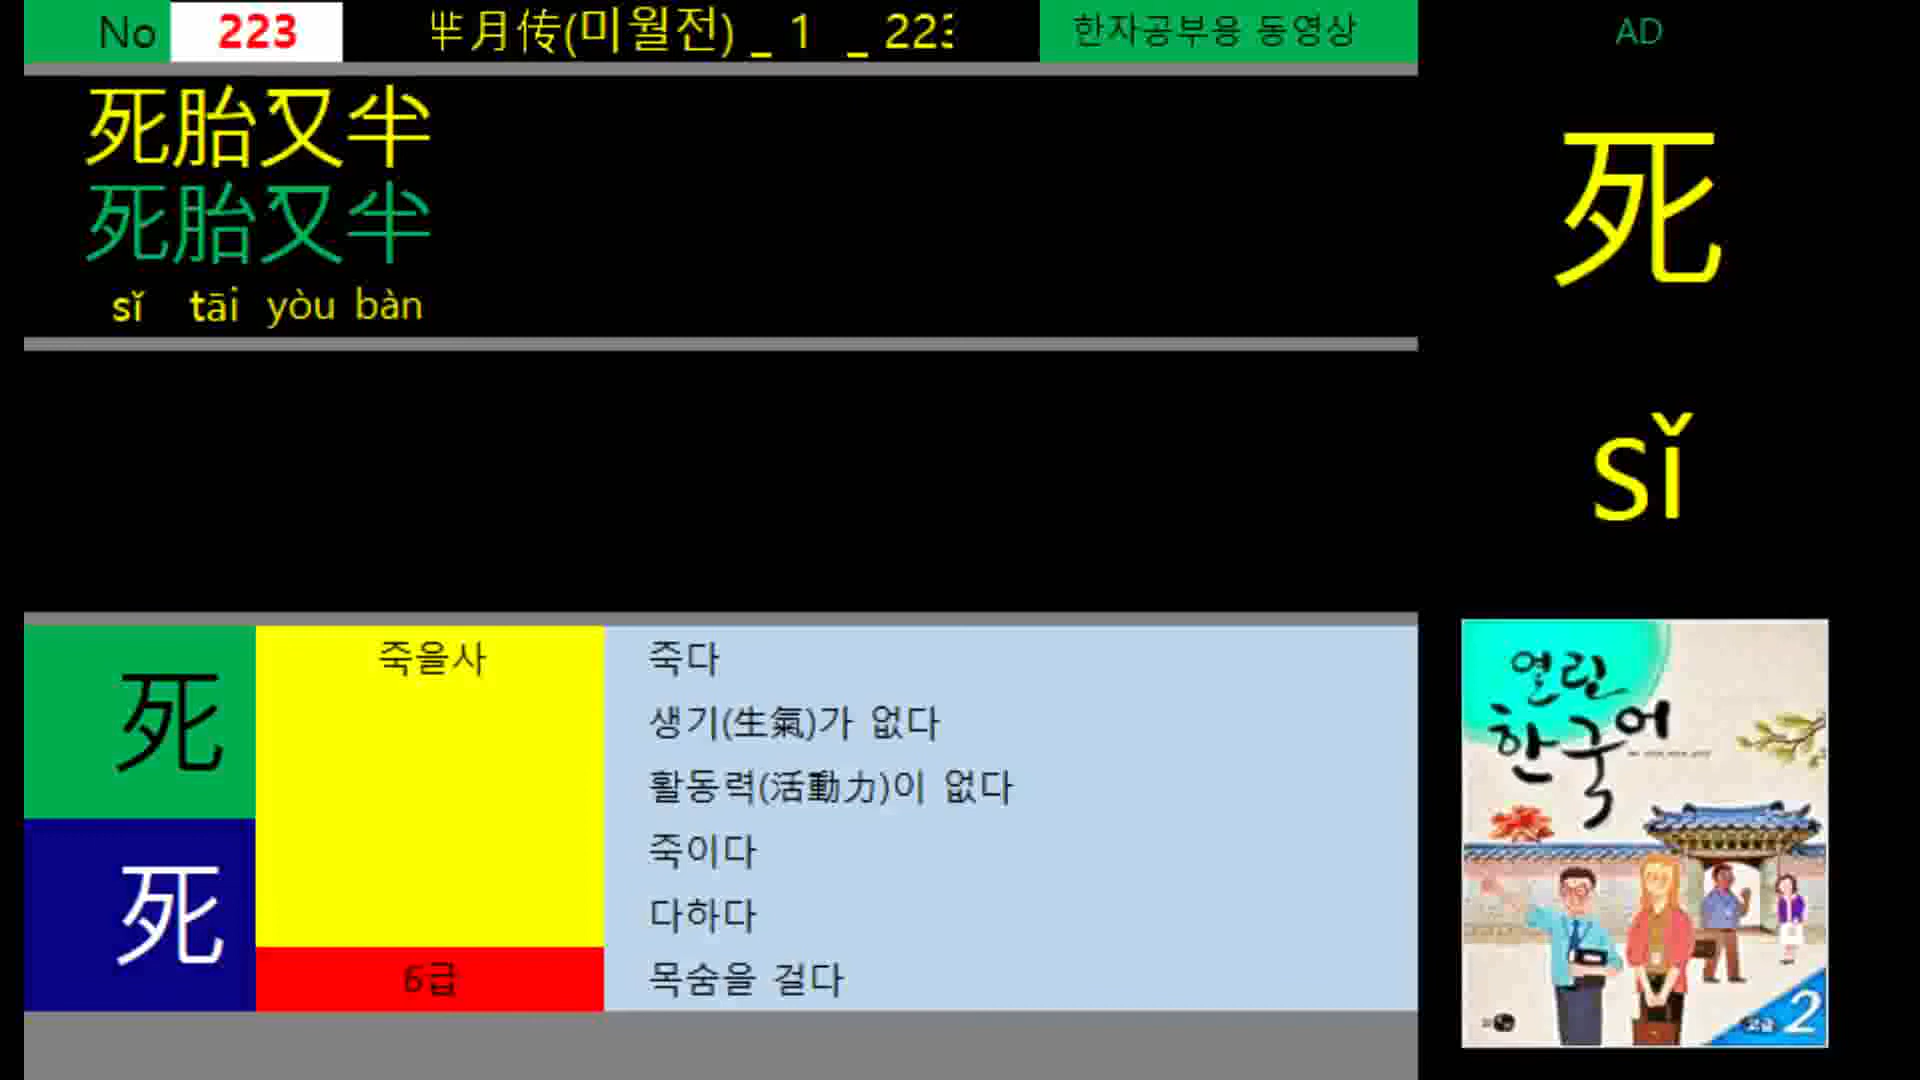 No 223 芈月传(미월전) _ 1 _ 223 한자공부용 동영상 AD
死胎又半
死胎又半
sǐ tāi yòu bàn
死
sǐ
死
死
죽을사
6급
죽다
생기(生氣)가 없다
활동력(活動力)이 없다
죽이다
다하다
목숨을 걸다
열린
한국어
고급 2